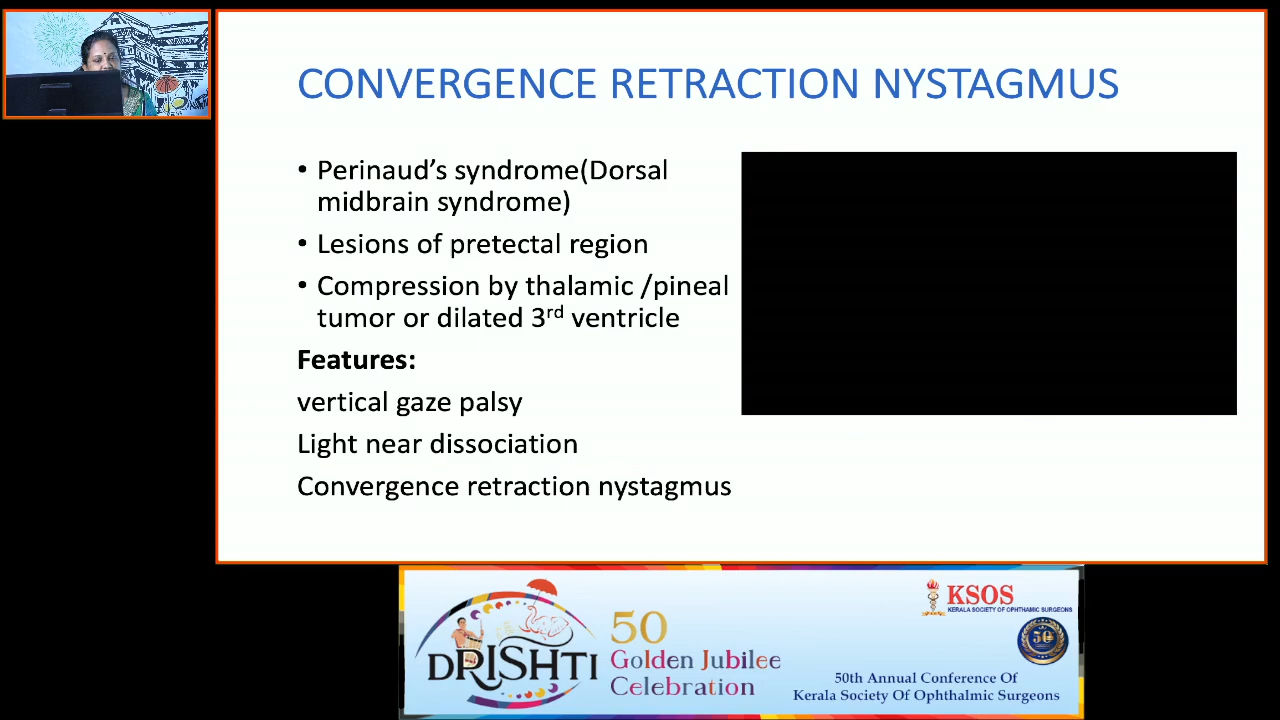 CONVERGENCE RETRACTION NYSTAGMUS
• Perinaud’s syndrome(Dorsal
midbrain syndrome)
• Lesions of pretectal region
• Compression by thalamic /pineal
tumor or dilated 3rd ventricle
Features:
vertical gaze palsy
Light near dissociation
Convergence retraction nystagmus
DRISHTI
50
Golden Jubilee
Celebration
KSOS
KERALA SOCIETY OF OPHTHAMIC SURGEONS
50
50th Annual Conference Of
Kerala Society Of Ophthalmic Surgeons